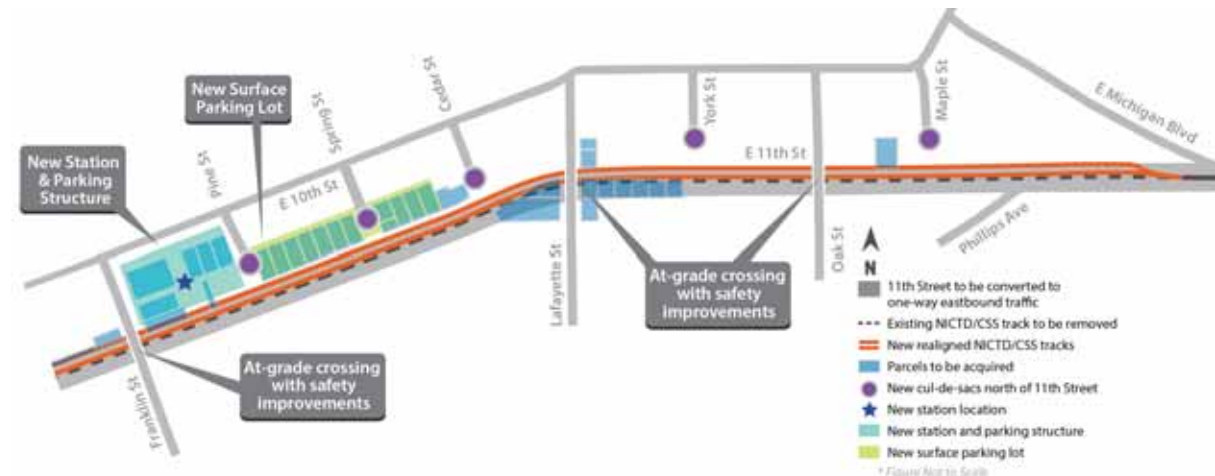 New Surface
Parking Lot
New Station
& Parking
Structure
Pine St
Spring St
Cedar St
E 10th St
York St
Maple St
E Michigan Blvd
E 11th St
Lafayette St
Oak St
Phillips Ave
Franklin St
At-grade crossing
with safety
improvements
At-grade crossing
with safety
improvements
N
11th Street to be converted to
one-way eastbound traffic
Existing NICTD/CSS track to be removed
New realigned NICTD/CSS tracks
Parcels to be acquired
New cul-de-sacs north of 11th Street
New station location
New station and parking structure
New surface parking lot
* Figure Not to Scale